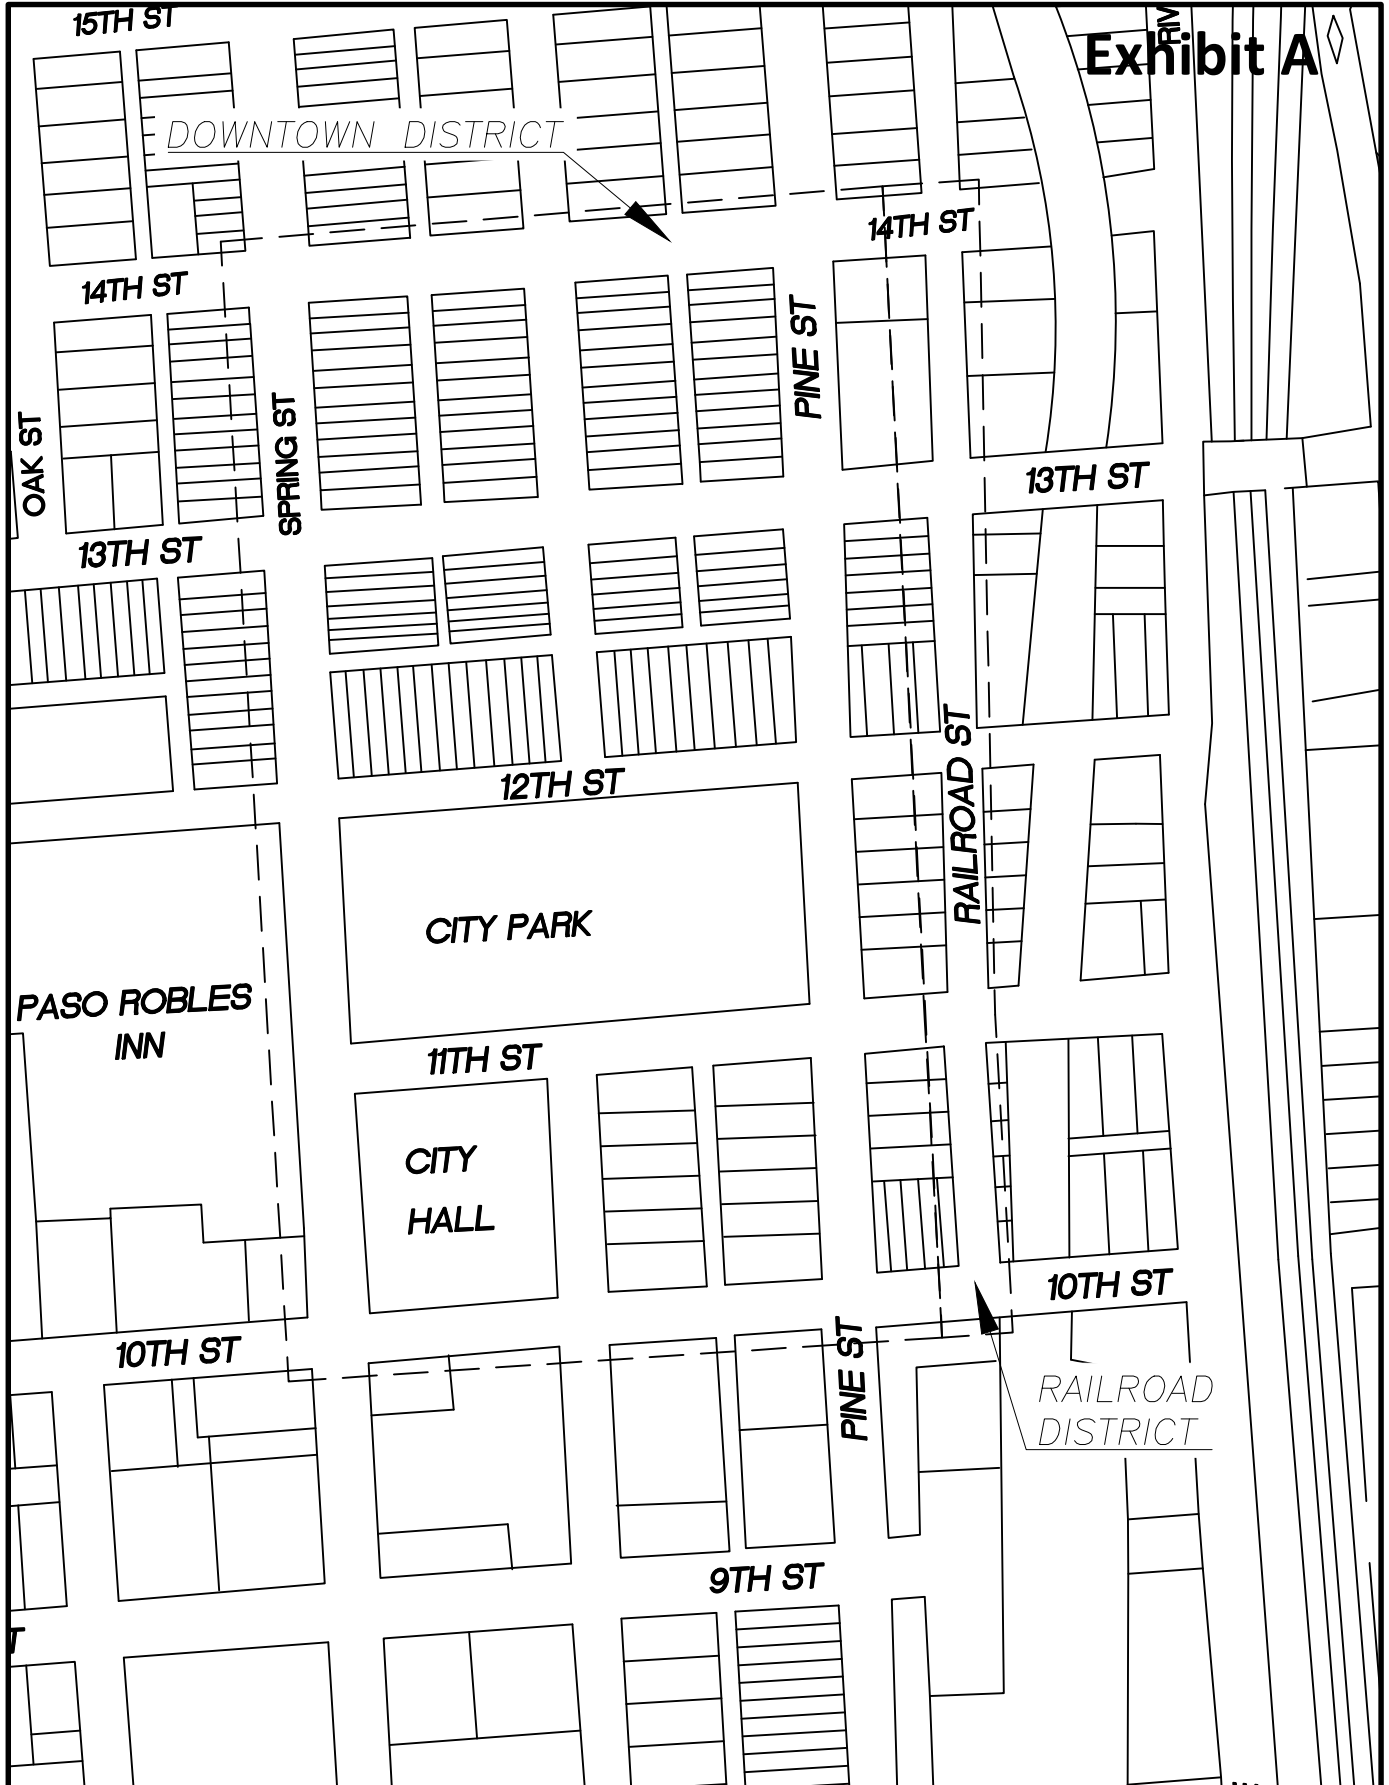 15TH ST
Exhibit A
DOWNTOWN DISTRICT
14TH ST
14TH ST
PINE ST
OAK ST
SPRING ST
13TH ST
13TH ST
RAILROAD ST
12TH ST
CITY PARK
PASO ROBLES
INN
11TH ST
CITY
HALL
10TH ST
10TH ST
PINE ST
RAILROAD
DISTRICT
9TH ST